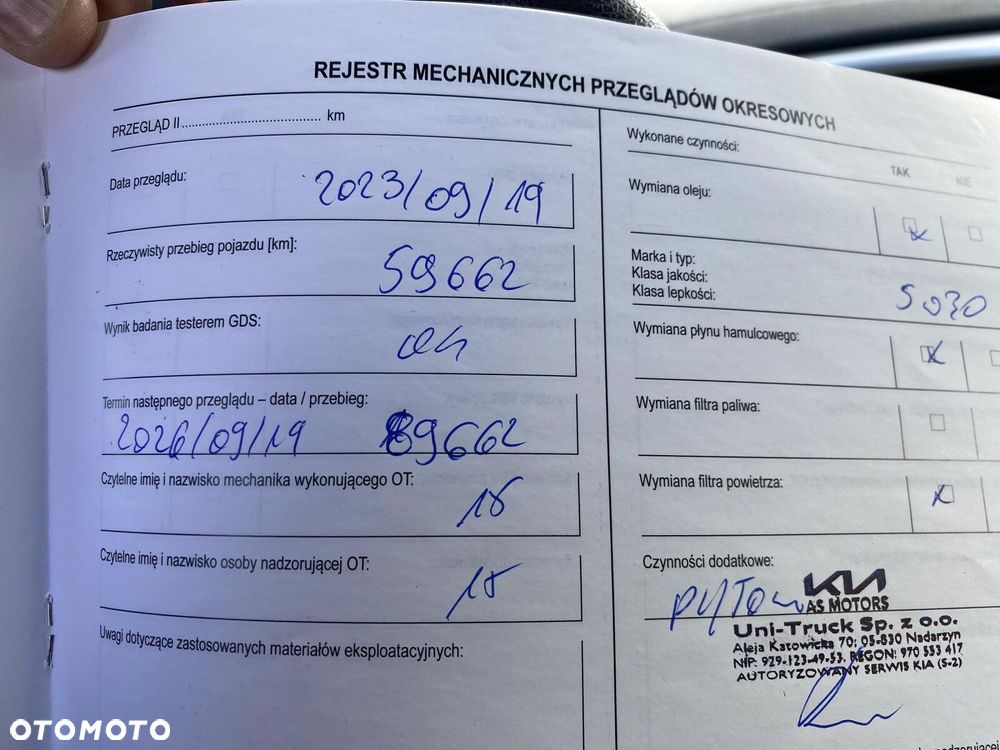 REJESTR MECHANICZNYCH PRZEGLĄDÓW OKRESOWYCH
PRZEGLĄD II........................................ km
Data przeglądu:
2023/09/19
Rzeczywisty przebieg pojazdu [km]:
59662
Wynik badania testerem GDS:
Termin następnego przeglądu – data / przebieg:
2026/09/19 89662
Czytelne imię i nazwisko mechanika wykonującego OT:
Czytelne imię i nazwisko osoby nadzorującej OT:
Uwagi dotyczące zastosowanych materiałów eksploatacyjnych:
Wykonane czynności:
TAK NIE
Wymiana oleju:
Marka i typ:
Klasa jakości:
Klasa lepkości:
5030
Wymiana płynu hamulcowego:
Wymiana filtra paliwa:
Wymiana filtra powietrza:
Czynności dodatkowe:
KIA
AS MOTORS
Uni-Truck Sp. z o.o.
Aleja Katowicka 70; 05-830 Nadarzyn
NIP: 929-123-49-53, REGON: 970 553 417
AUTORYZOWANY SERWIS KIA (S-2)
OTOMOTO